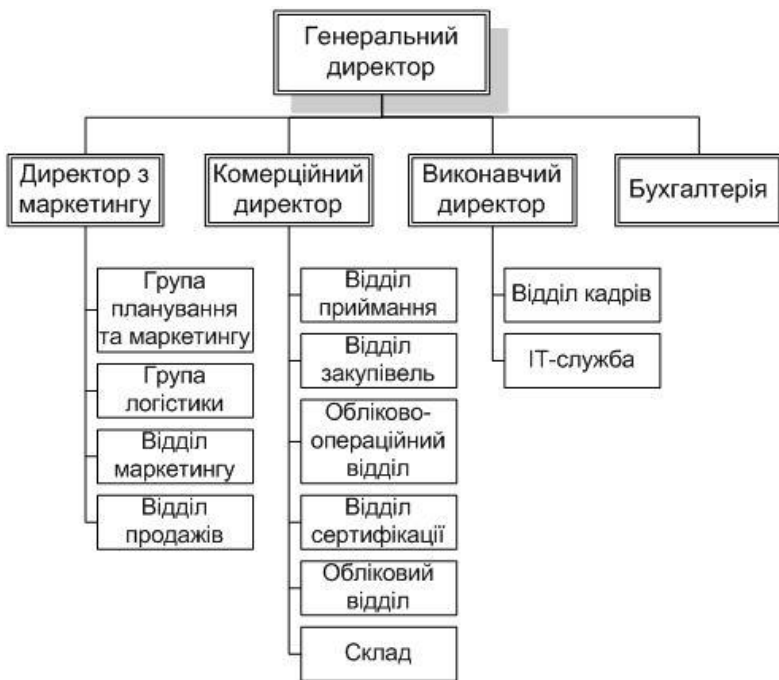 Генеральний
директор
Директор з
маркетингу
Комерційний
директор
Виконавчий
директор
Бухгалтерія
Група
планування
та маркетингу
Група
логістики
Відділ
маркетингу
Відділ
продажів
Відділ
приймання
Відділ
закупівель
Обліково-
операційний
відділ
Відділ
сертифікації
Обліковий
відділ
Склад
Відділ кадрів
ІТ-служба